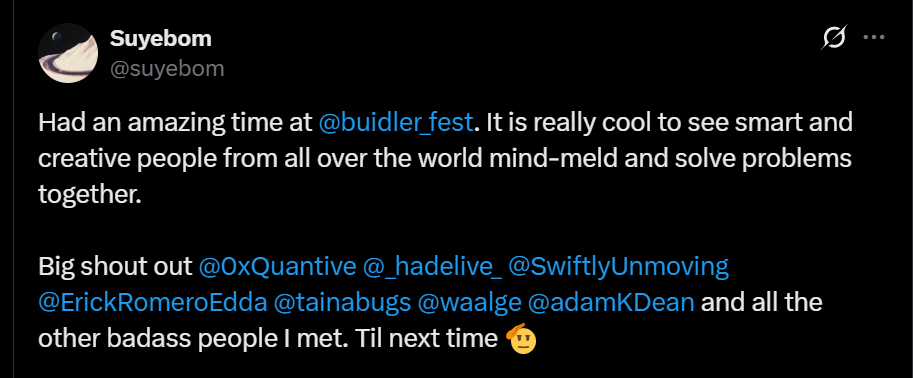 Suyebom
@suyebom
Had an amazing time at @buidler_fest. It is really cool to see smart and
creative people from all over the world mind-meld and solve problems
together.
Big shout out @0xQuantive @_hadelive_ @SwiftlyUnmoving
@ErickRomeroEdda @tainabugs @waalge @adamKDean and all the
other badass people I met. Til next time 🫡